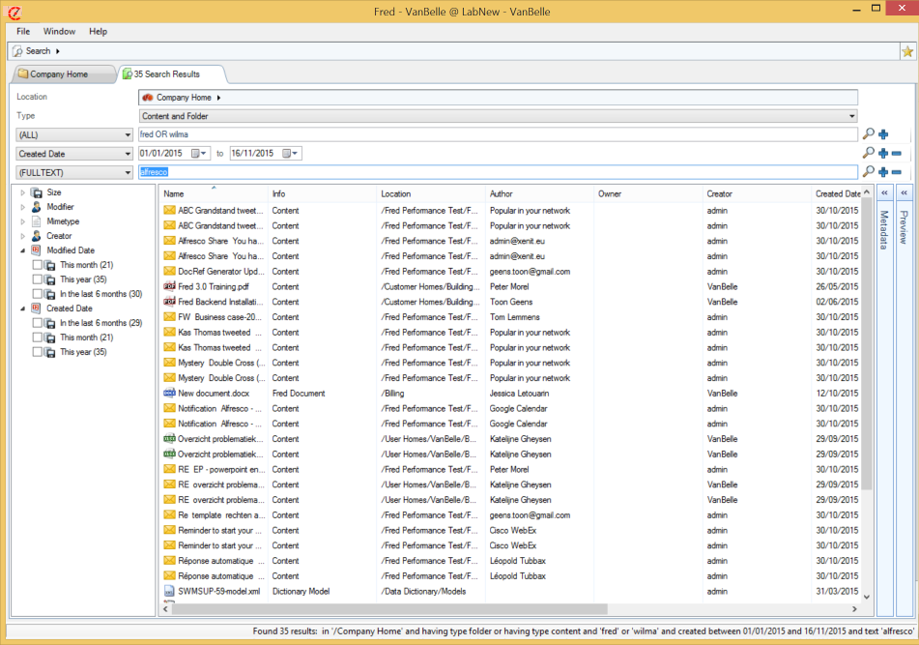 Fred - VanBelle @ LabNew - VanBelle
File Window Help
Search
Company Home 35 Search Results
Location Company Home
Type Content and Folder
(ALL) fred OR wilma
Created Date 01/01/2015 to 16/11/2015
(FULLTEXT) alfresco
Size
Modifier
Mimetype
Creator
Modified Date
This month (21)
This year (35)
In the last 6 months (30)
Created Date
In the last 6 months (29)
This month (21)
This year (35)
Name Info Location Author Owner Creator Created Date
ABC Grandstand tweet... Content /Fred Peformance Test/F... Popular in your network admin 30/10/2015
ABC Grandstand tweet... Content /Fred Peformance Test/F... Popular in your network admin 30/10/2015
Alfresco Share You ha... Content /Fred Peformance Test/F... admin@xenit.eu admin 30/10/2015
Alfresco Share You ha... Content /Fred Peformance Test/F... admin@xenit.eu admin 30/10/2015
DocRef Generator Upd... Content /Fred Peformance Test/F... geens.toon@gmail.com admin 30/10/2015
Fred 3.0 Training.pdf Content /Customer Homes/Building... Peter Morel VanBelle 26/05/2015
Fred Backend Installati... Content /Customer Homes/Building... Toon Geens VanBelle 02/06/2015
FW Business case-20... Content /Fred Peformance Test/F... Tom Lemmens admin 30/10/2015
Kas Thomas tweeted ... Content /Fred Peformance Test/F... Popular in your network admin 30/10/2015
Kas Thomas tweeted ... Content /Fred Peformance Test/F... Popular in your network admin 30/10/2015
Mystery Double Cross (... Content /Fred Peformance Test/F... Popular in your network admin 30/10/2015
Mystery Double Cross (... Content /Fred Peformance Test/F... Popular in your network admin 30/10/2015
New document.docx Fred Document /Billing Jessica Letouarin VanBelle 12/10/2015
Notification Alfresco - ... Content /Fred Peformance Test/F... Google Calendar admin 30/10/2015
Notification Alfresco - ... Content /Fred Peformance Test/F... Google Calendar admin 30/10/2015
Overzicht problematiek... Content /User Homes/VanBelle/B... Katelijne Gheysen VanBelle 29/09/2015
Overzicht problematiek... Content /User Homes/VanBelle/B... Katelijne Gheysen VanBelle 29/09/2015
RE EP - powerpoint en... Content /Fred Peformance Test/F... Peter Morel admin 30/10/2015
RE overzicht problema... Content /User Homes/VanBelle/B... Katelijne Gheysen VanBelle 29/09/2015
RE overzicht problema... Content /User Homes/VanBelle/B... Katelijne Gheysen VanBelle 29/09/2015
Re template rechten a... Content /Fred Peformance Test/F... geens.toon@gmail.com admin 30/10/2015
Reminder to start your ... Content /Fred Peformance Test/F... Cisco WebEx admin 30/10/2015
Reminder to start your ... Content /Fred Peformance Test/F... Cisco WebEx admin 30/10/2015
Réponse automatique ... Content /Fred Peformance Test/F... Léopold Tubbax admin 30/10/2015
Réponse automatique ... Content /Fred Peformance Test/F... Léopold Tubbax admin 30/10/2015
SWMSUP-59-model.xml Dictionary Model /Data Dictionary/Models admin 31/03/2015
Metadata
Preview
Found 35 results: in '/Company Home' and having type folder or having type content and 'fred' or 'wilma' and created between 01/01/2015 and 16/11/2015 and text 'alfresco'